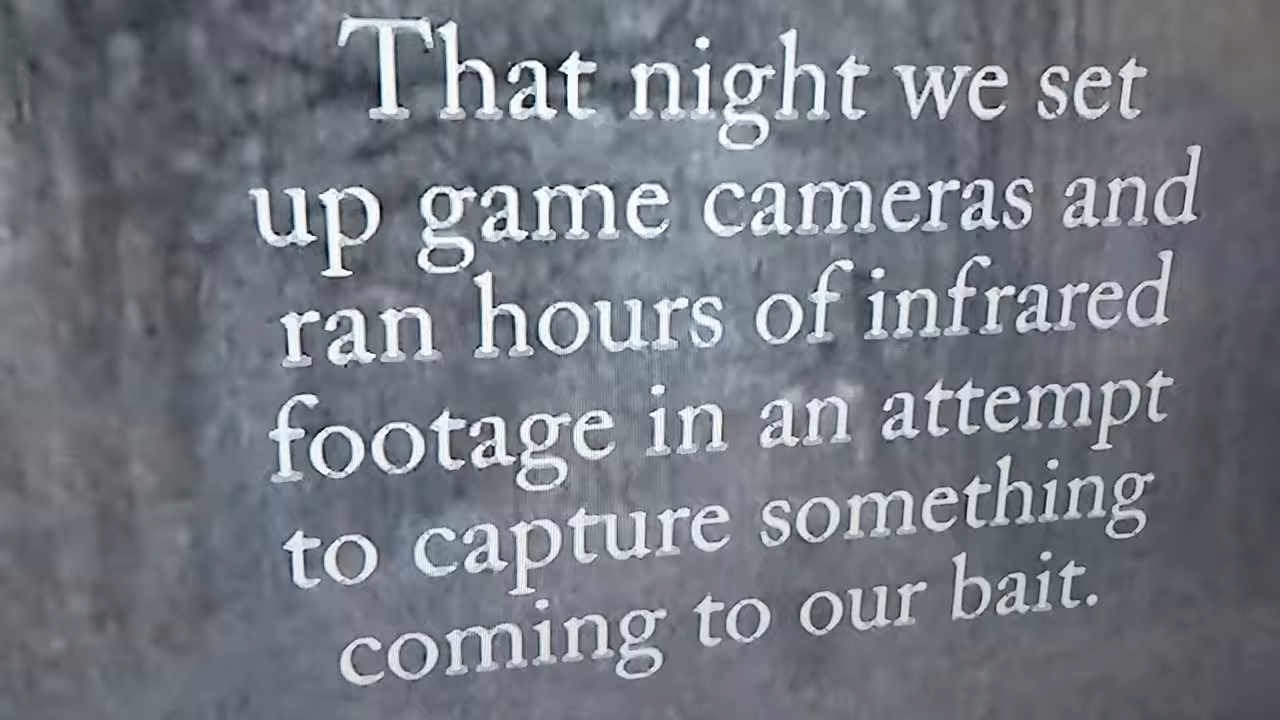 That night we set
up game cameras and
ran hours of infrared
footage in an attempt
to capture something
coming to our bait.